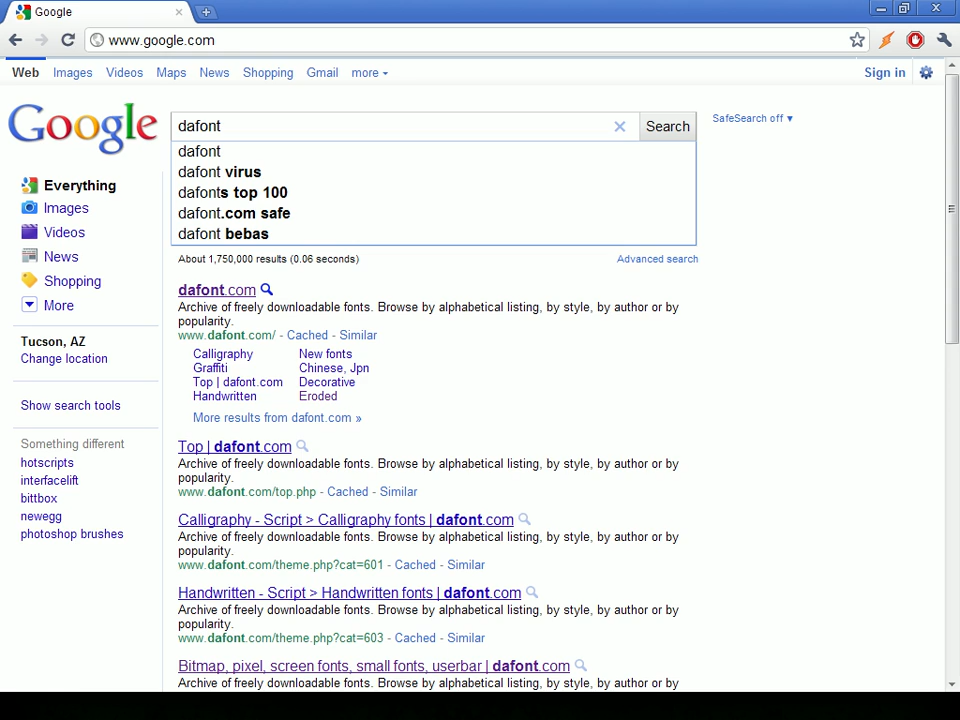 Google
www.google.com
Web Images Videos Maps News Shopping Gmail more
Sign in
Google
dafont
Search
SafeSearch off ▼
dafont
dafont virus
dafonts top 100
dafont.com safe
dafont bebas
Everything
Images
Videos
News
Shopping
More
Tucson, AZ
Change location
Show search tools
Something different
hotscripts
interfacelift
bittbox
newegg
photoshop brushes
About 1,750,000 results (0.06 seconds)
Advanced search
dafont.com
Archive of freely downloadable fonts. Browse by alphabetical listing, by style, by author or by
popularity.
www.dafont.com/ - Cached - Similar
Calligraphy New fonts
Graffiti Chinese, Jpn
Top | dafont.com Decorative
Handwritten Eroded
More results from dafont.com »
Top | dafont.com
Archive of freely downloadable fonts. Browse by alphabetical listing, by style, by author or by
popularity.
www.dafont.com/top.php - Cached - Similar
Calligraphy - Script > Calligraphy fonts | dafont.com
Archive of freely downloadable fonts. Browse by alphabetical listing, by style, by author or by
popularity.
www.dafont.com/theme.php?cat=601 - Cached - Similar
Handwritten - Script > Handwritten fonts | dafont.com
Archive of freely downloadable fonts. Browse by alphabetical listing, by style, by author or by
popularity.
www.dafont.com/theme.php?cat=603 - Cached - Similar
Bitmap, pixel, screen fonts, small fonts, userbar | dafont.com
Archive of freely downloadable fonts. Browse by alphabetical listing, by style, by author or by